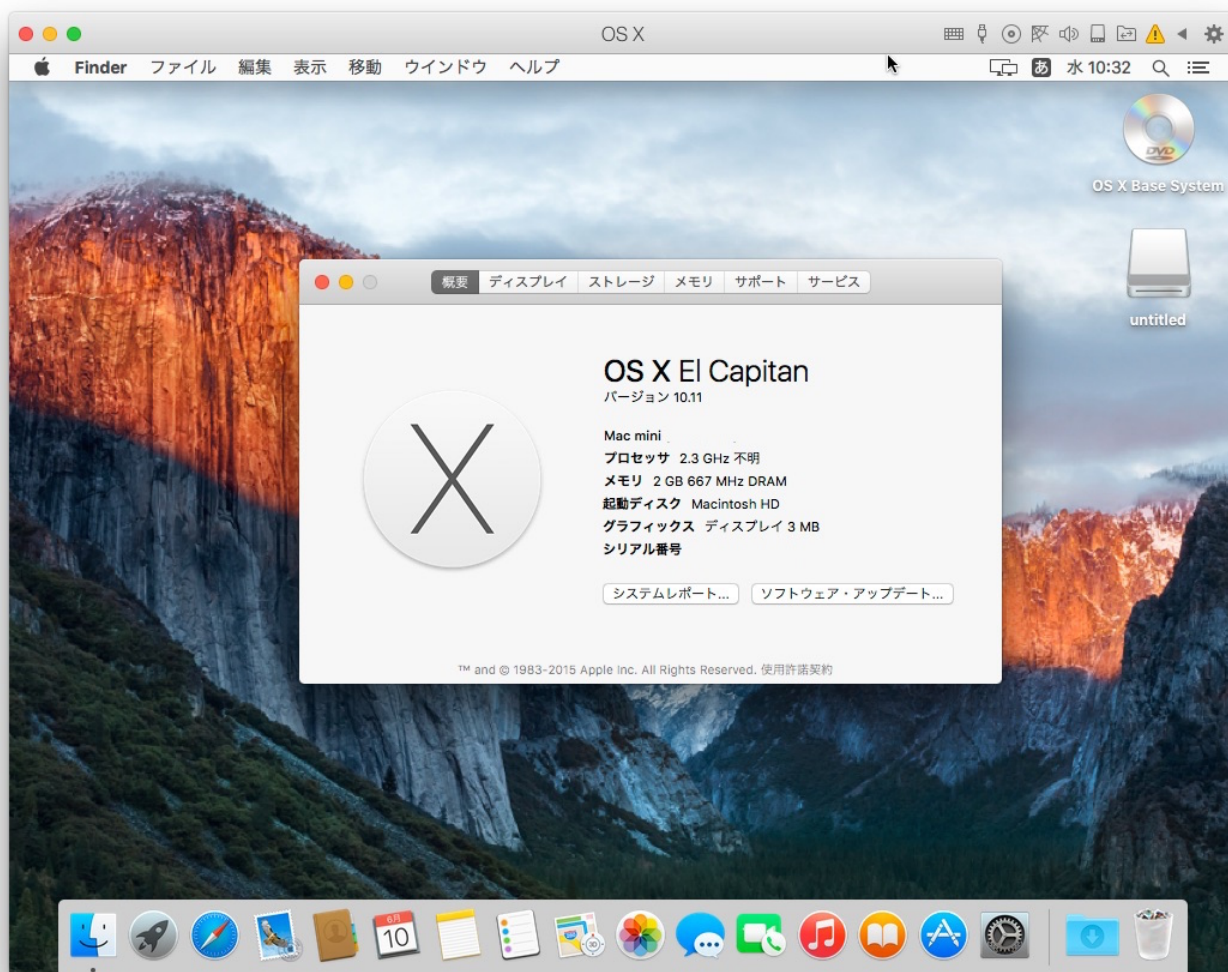 OS X
Finder ファイル 編集 表示 移動 ウインドウ ヘルプ あ 水 10:32
DVD
OS X Base System
untitled
概要 ディスプレイ ストレージ メモリ サポート サービス
OS X El Capitan
バージョン 10.11
Mac mini
プロセッサ 2.3 GHz 不明
メモリ 2 GB 667 MHz DRAM
起動ディスク Macintosh HD
グラフィックス ディスプレイ 3 MB
シリアル番号
システムレポート... ソフトウェア・アップデート...
™ and © 1983-2015 Apple Inc. All Rights Reserved. 使用許諾契約
6月
10